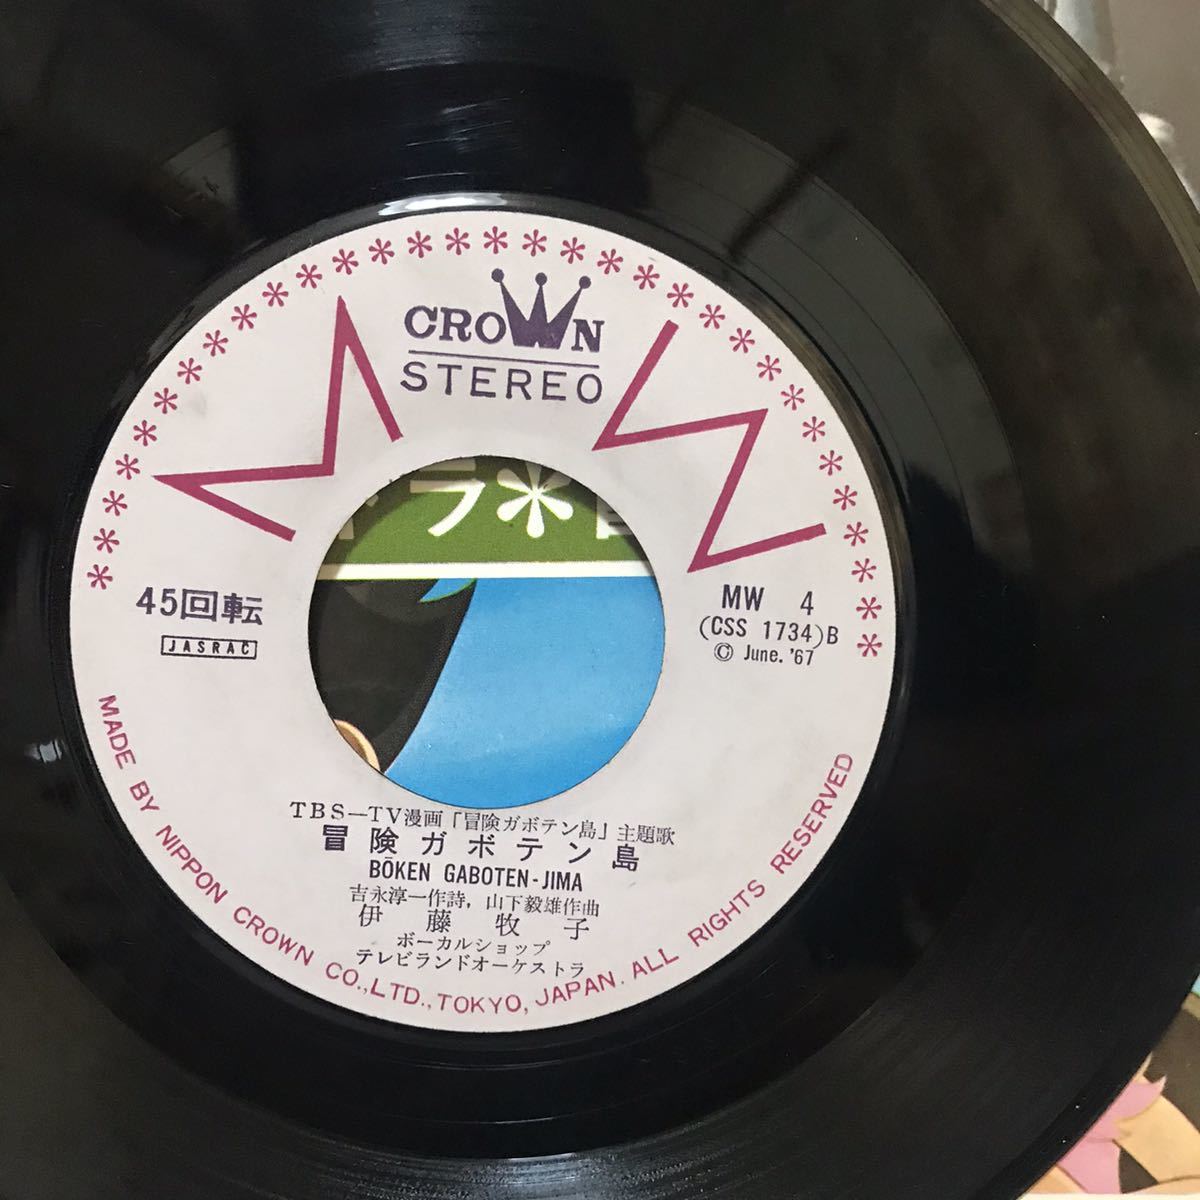 CROWN
STEREO
ラ*
45回転
JASRAC
MW 4
(CSS 1734)B
© June. '67
TBS—TV漫画「冒険ガボテン島」主題歌
冒険ガボテン島
BŌKEN GABOTEN-JIMA
吉永淳一作詩, 山下毅雄作曲
伊藤牧子
ボーカルショップ
テレビランドオーケストラ
MADE BY NIPPON CROWN CO.,LTD.,TOKYO, JAPAN. ALL RIGHTS RESERVED